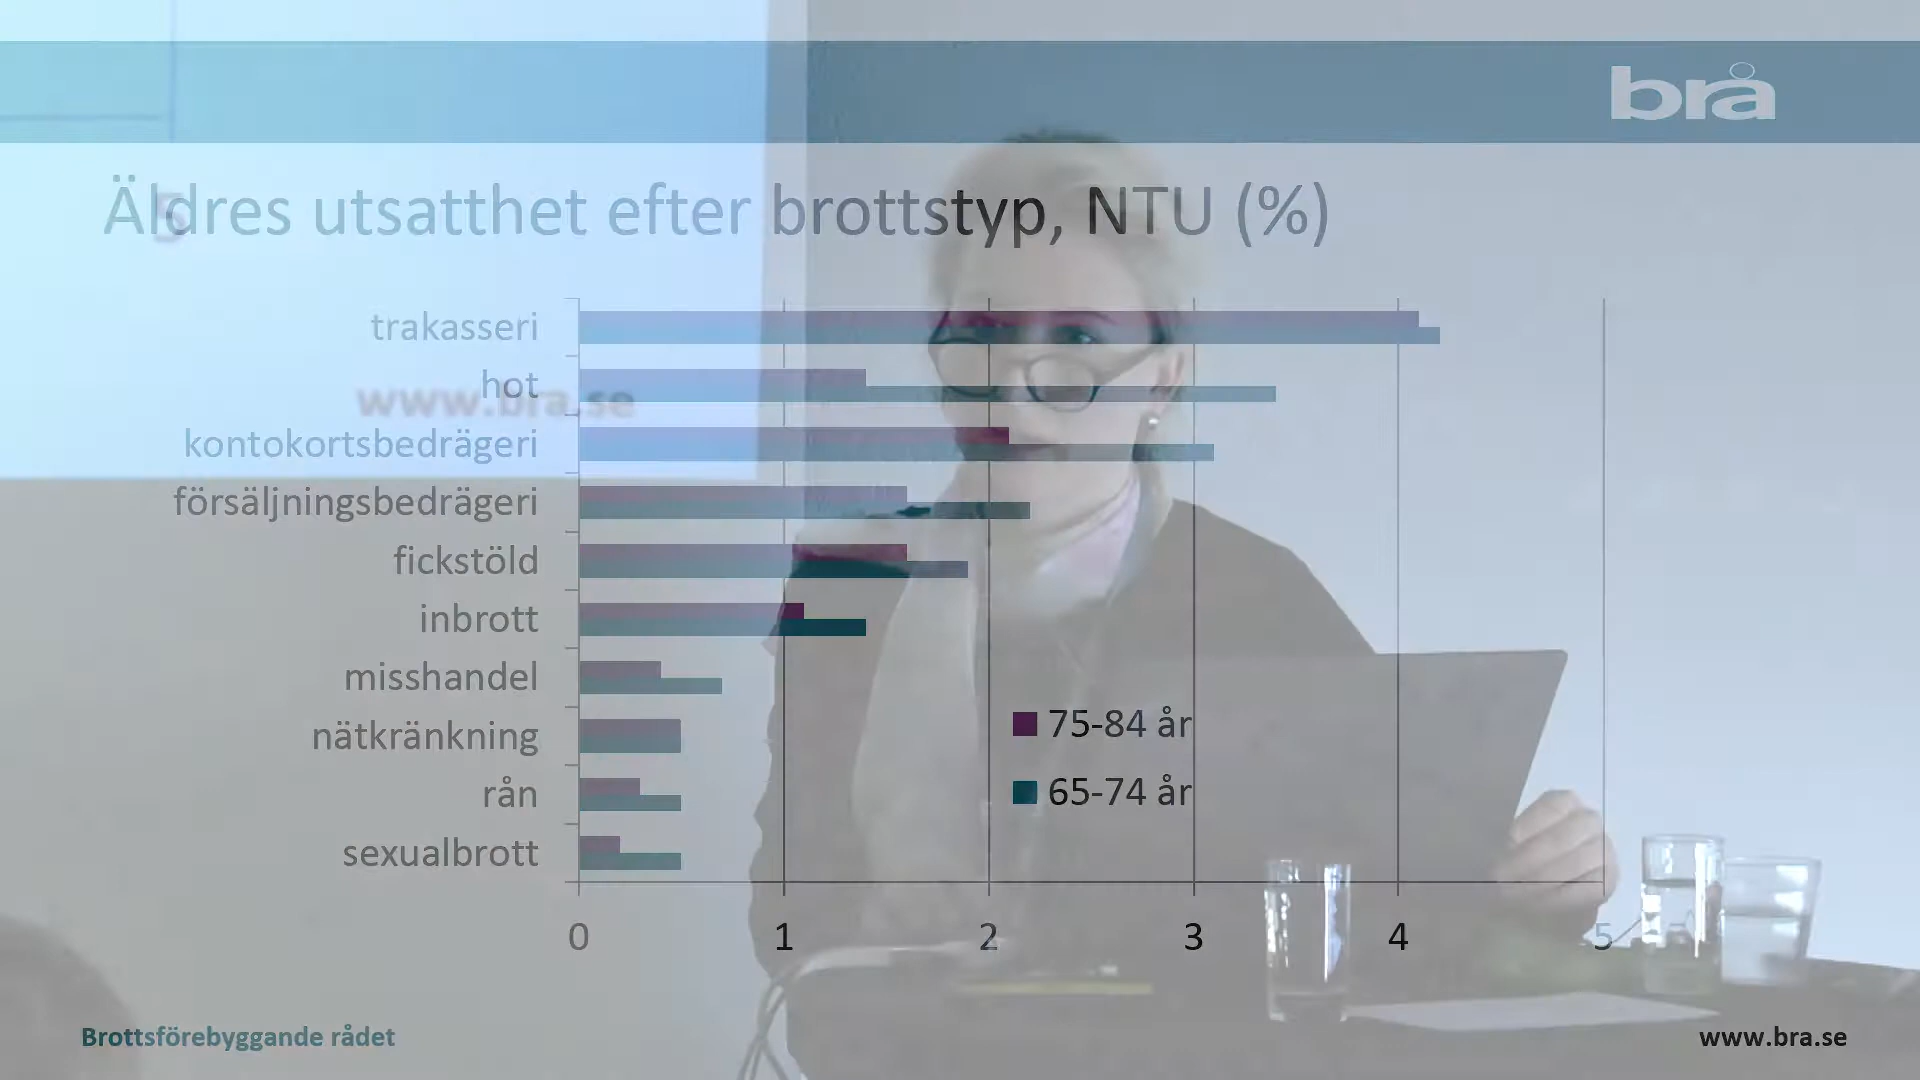 brå
Äldres utsatthet efter brottstyp, NTU (%)
5
trakasseri
hot
www.bra.se
kontokortsbedrägeri
försäljningsbedrägeri
fickstöld
inbrott
misshandel
nätkränkning
rån
sexualbrott
75-84 år
65-74 år
0 1 2 3 4 5
Brottsförebyggande rådet
www.bra.se